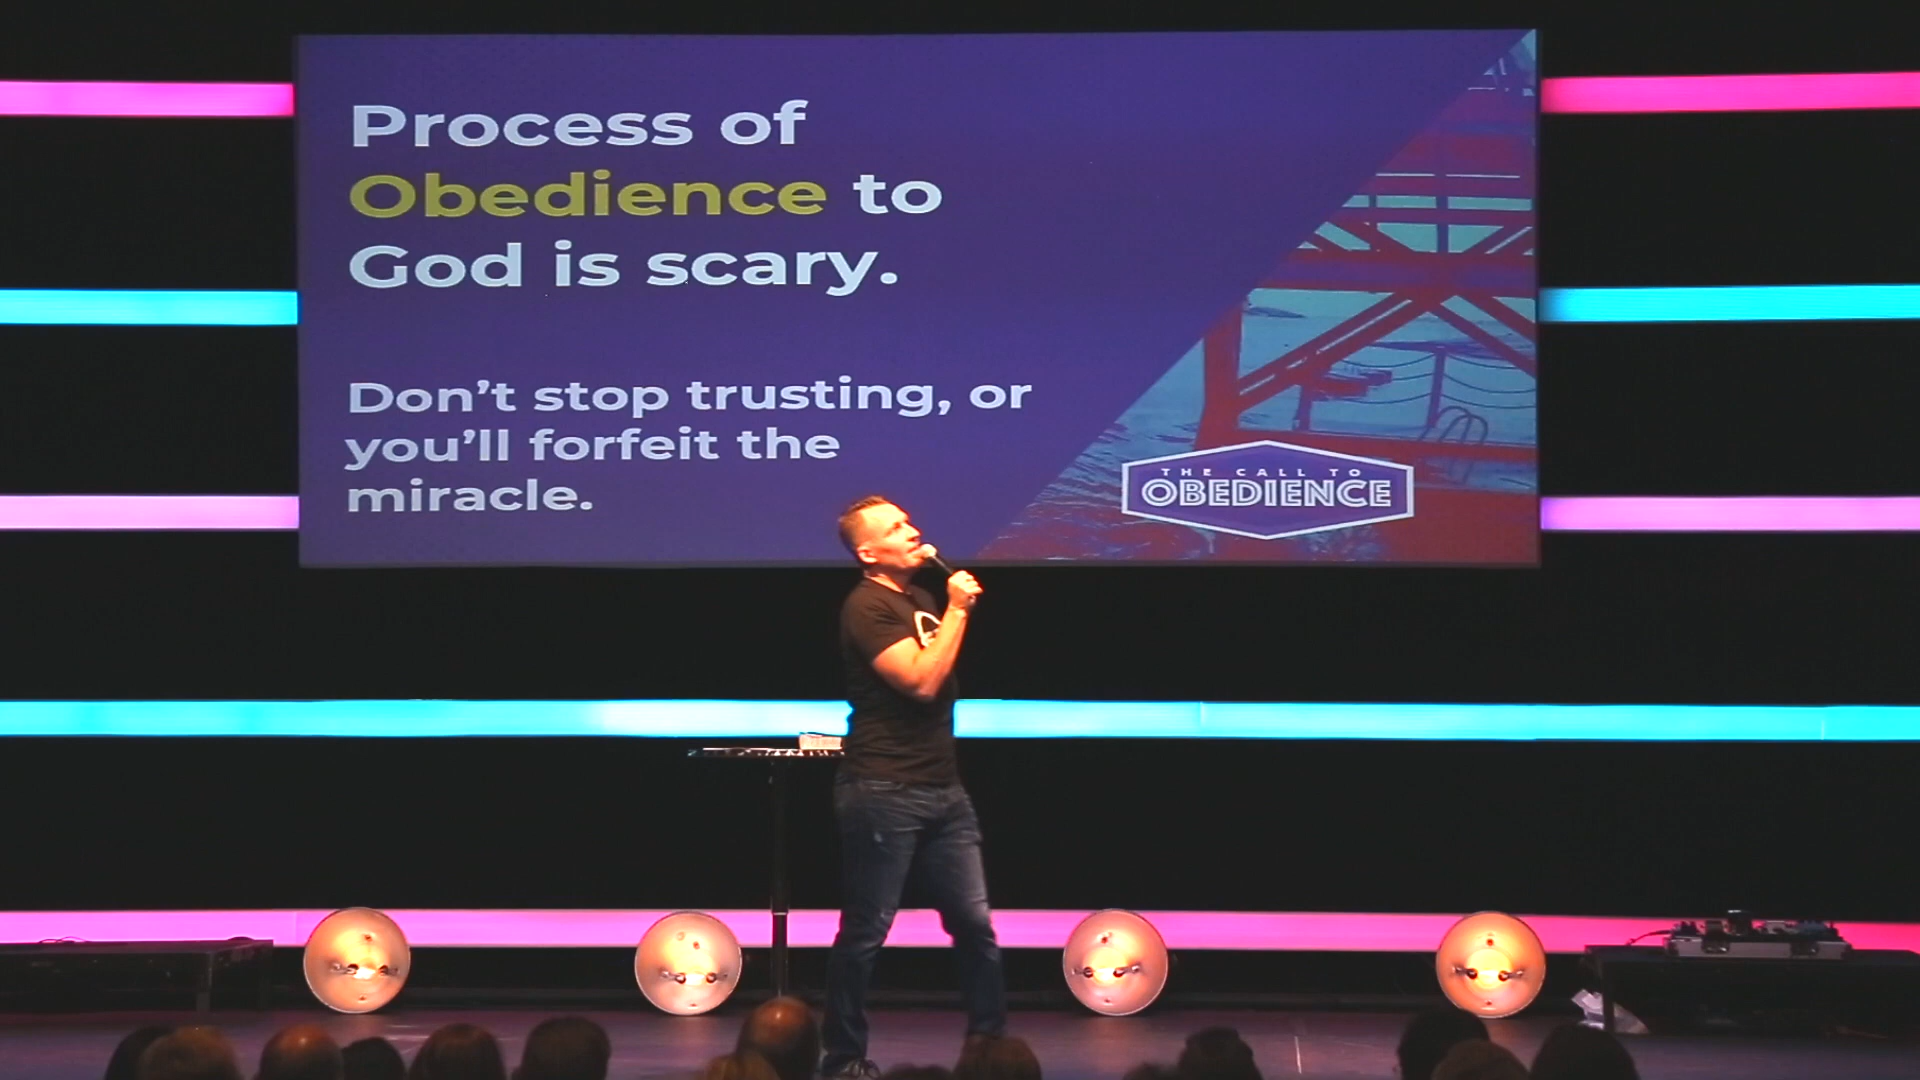 Process of
Obedience to
God is scary.
Don't stop trusting, or
you'll forfeit the
miracle.
THE CALL TO
OBEDIENCE